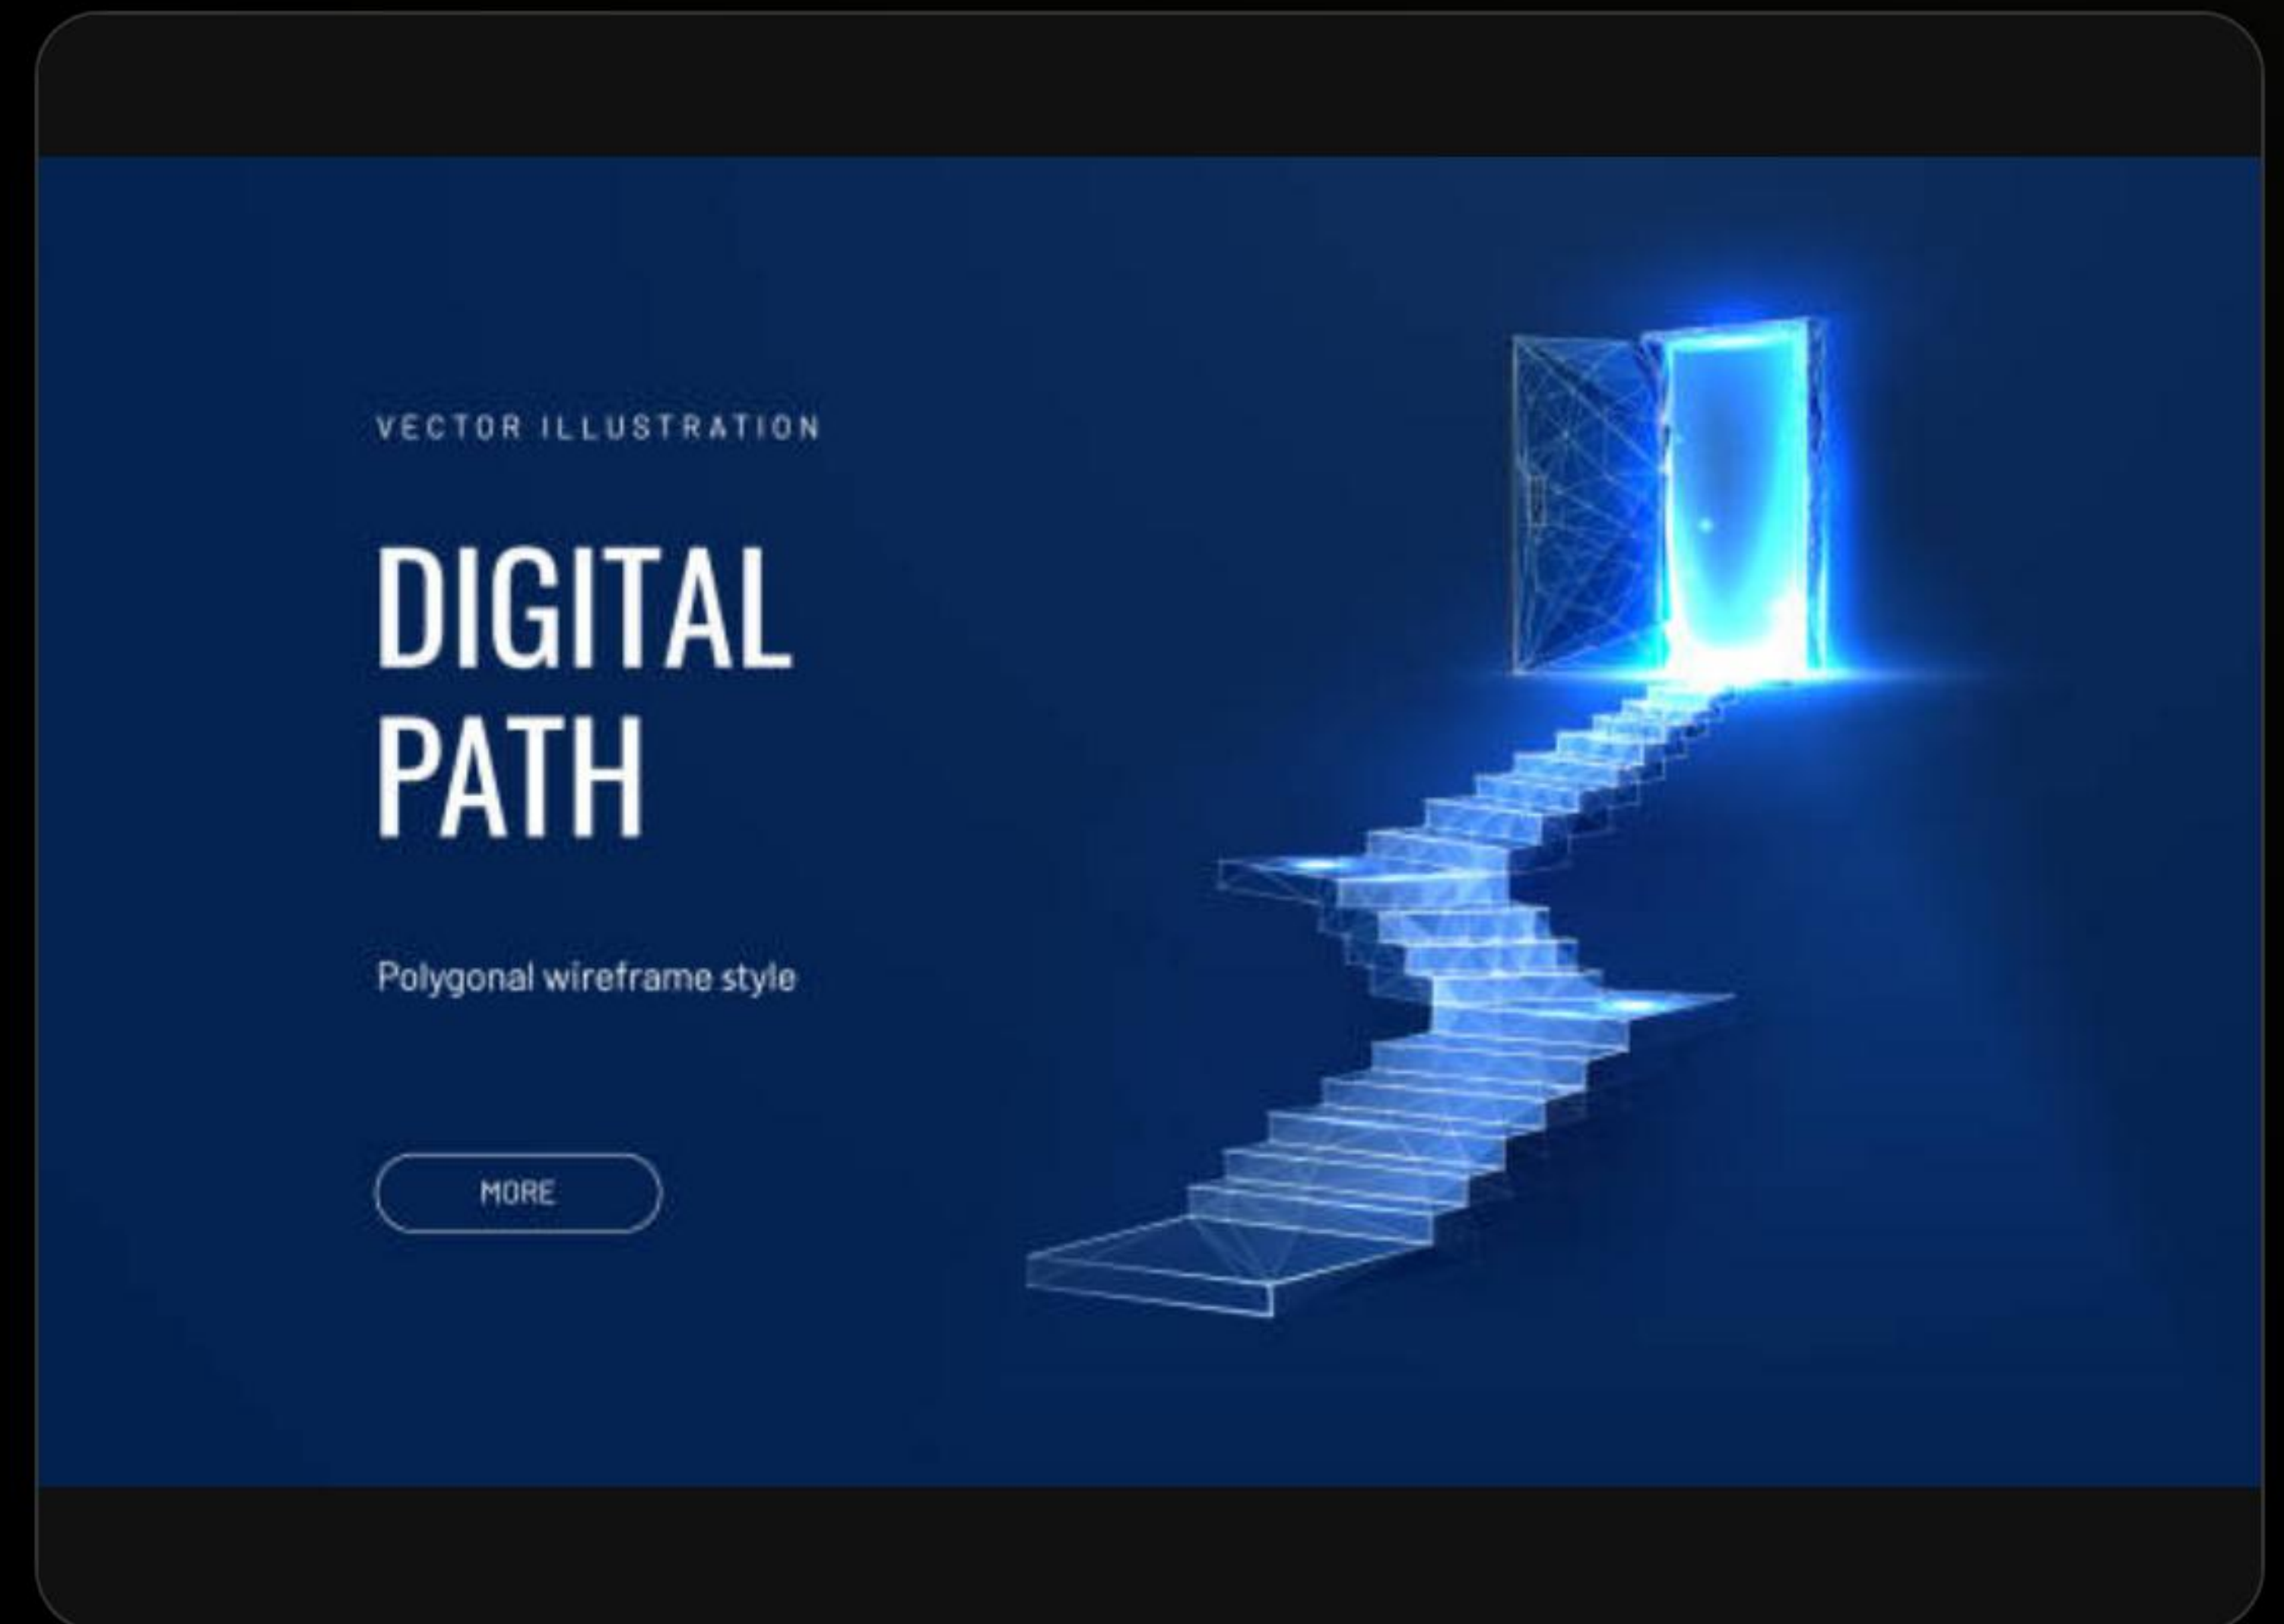 VECTOR ILLUSTRATION
DIGITAL
PATH
Polygonal wireframe style
MORE